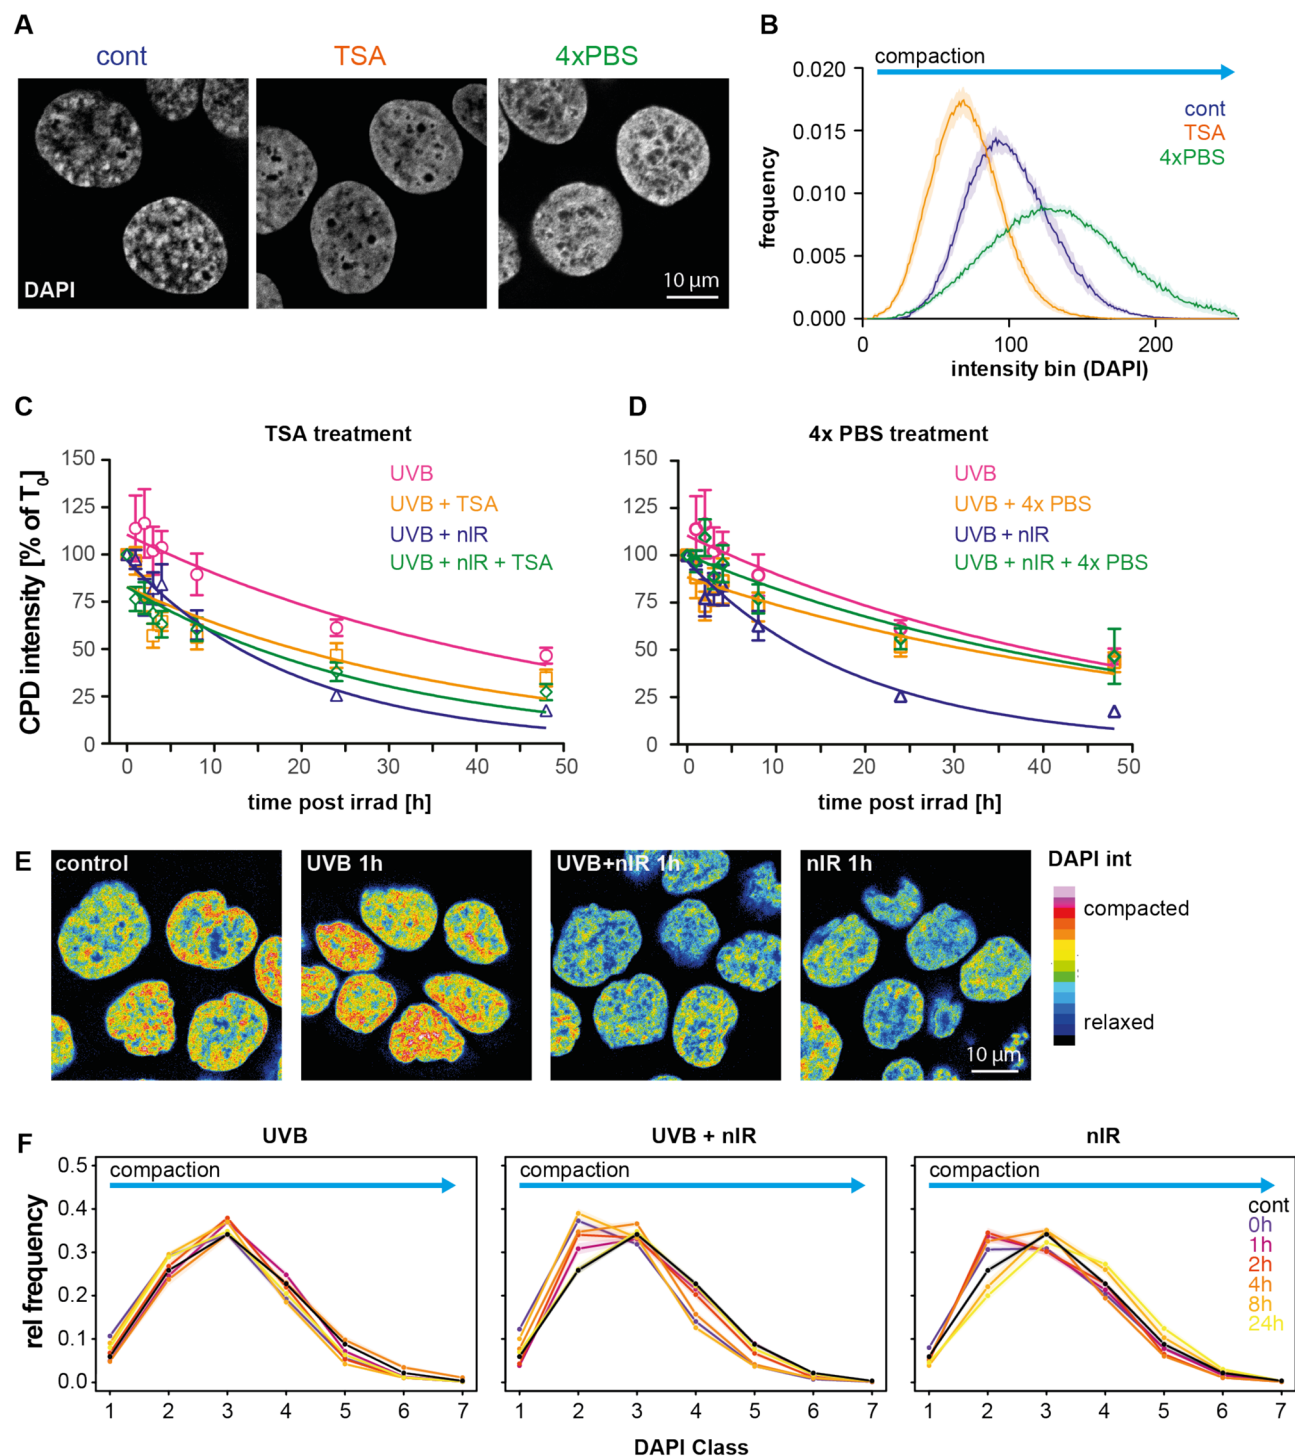 A
cont
TSA
4xPBS
DAPI
10 µm
B
compaction
cont
TSA
4xPBS
0.020
0.015
0.010
0.005
0.000
frequency
0
100
200
intensity bin (DAPI)
C
TSA treatment
UVB
UVB + TSA
UVB + nIR
UVB + nIR + TSA
150
125
100
75
50
25
0
CPD intensity [% of T0]
0
10
20
30
40
50
time post irrad [h]
D
4x PBS treatment
UVB
UVB + 4x PBS
UVB + nIR
UVB + nIR + 4x PBS
150
125
100
75
50
25
0
0
10
20
30
40
50
time post irrad [h]
E
control
UVB 1h
UVB+nIR 1h
nIR 1h
10 µm
DAPI int
compacted
relaxed
F
UVB
compaction
0.5
0.4
0.3
0.2
0.1
0.0
rel frequency
1 2 3 4 5 6 7
UVB + nIR
compaction
1 2 3 4 5 6 7
DAPI Class
nIR
compaction
cont
0h
1h
2h
4h
8h
24h
1 2 3 4 5 6 7